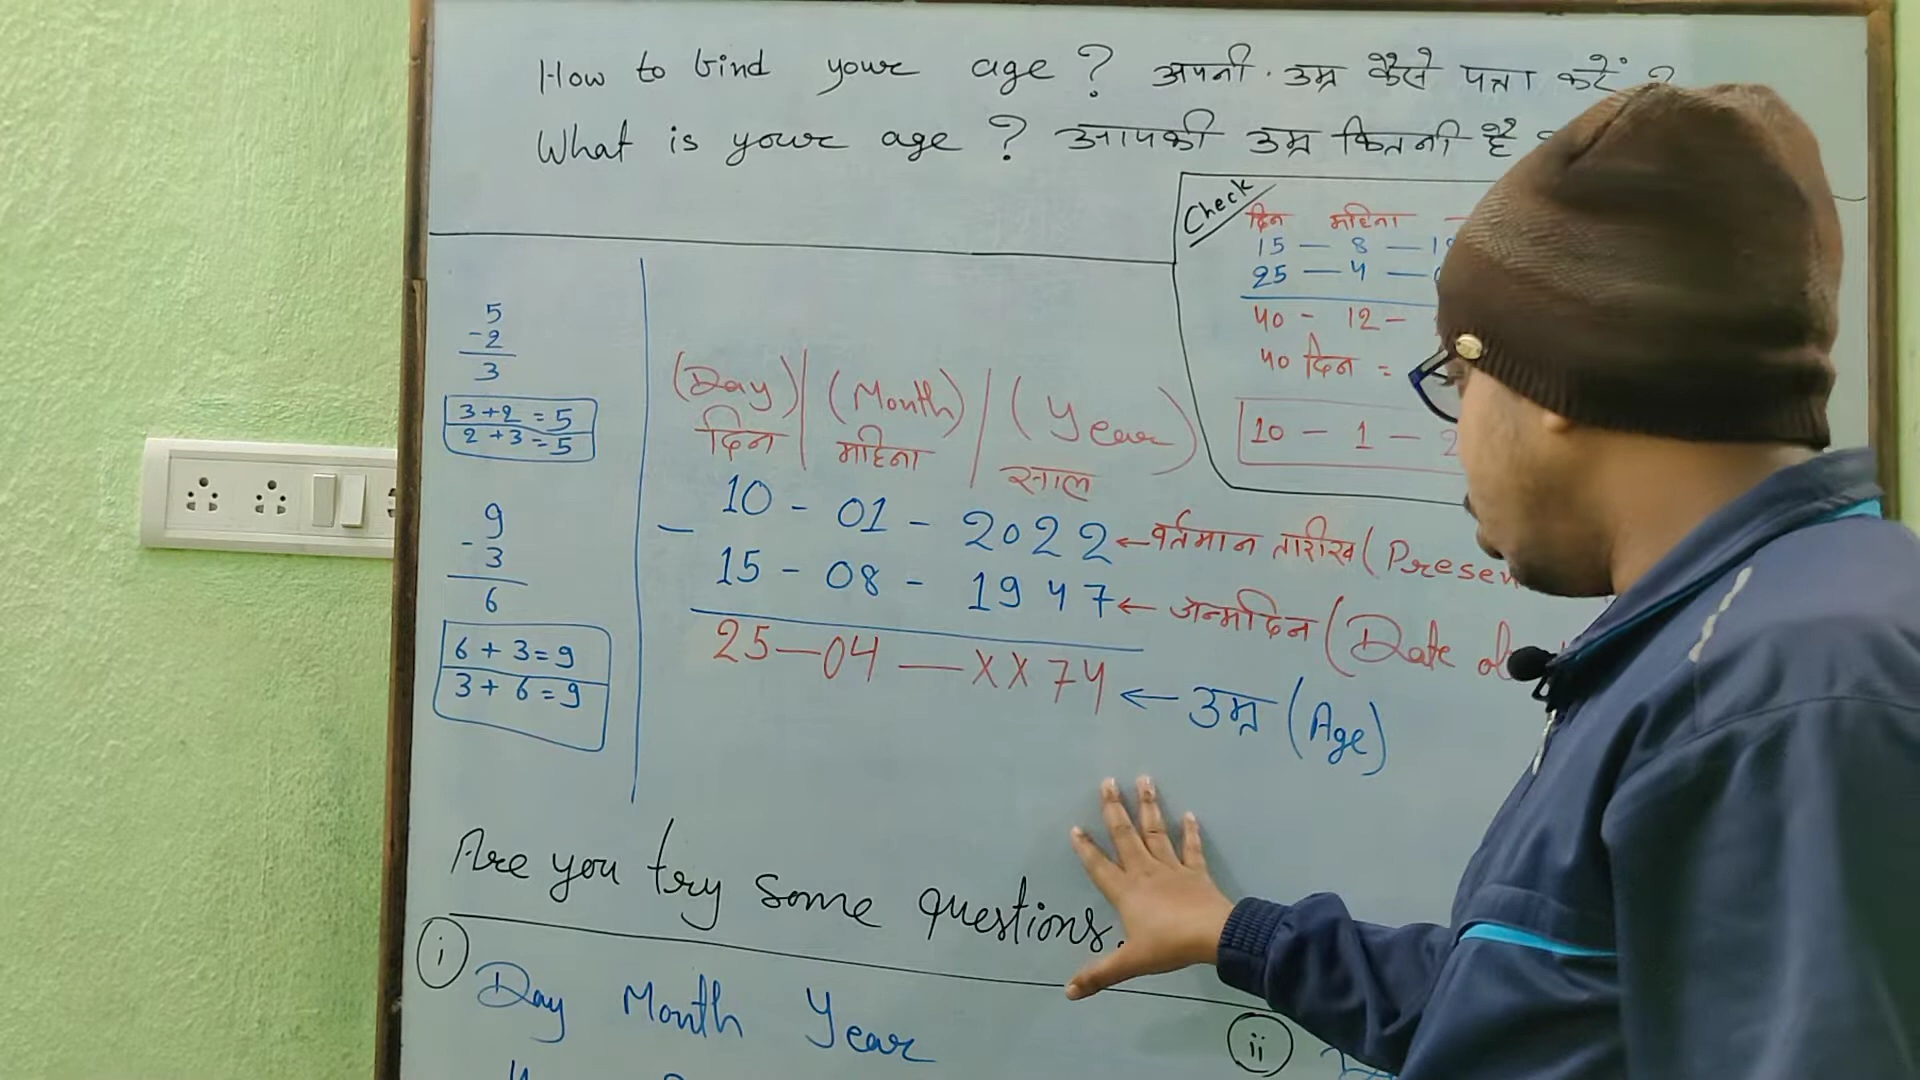 How to find your age ? अपनी उम्र कैसे पता करें ?
What is your age ? आपकी उम्र कितनी है
Check
दिन महिना
15 - 8 - 19
25 - 4 -
40 - 12 -
40 दिन =
10 - 1 - 2
5
-2
3
3+2=5
2+3=5
9
-3
6
6+3=9
3+6=9
(Day) | (Month) | (Year)
दिन | महिना | साल
10 - 01 - 2022 ← वर्तमान तारीख (Presen
- 15 - 08 - 1947 ← जन्मदिन (Date of
25-04-XX74 ← उम्र (Age)
Are you try some questions.
i
Day Month Year
ii